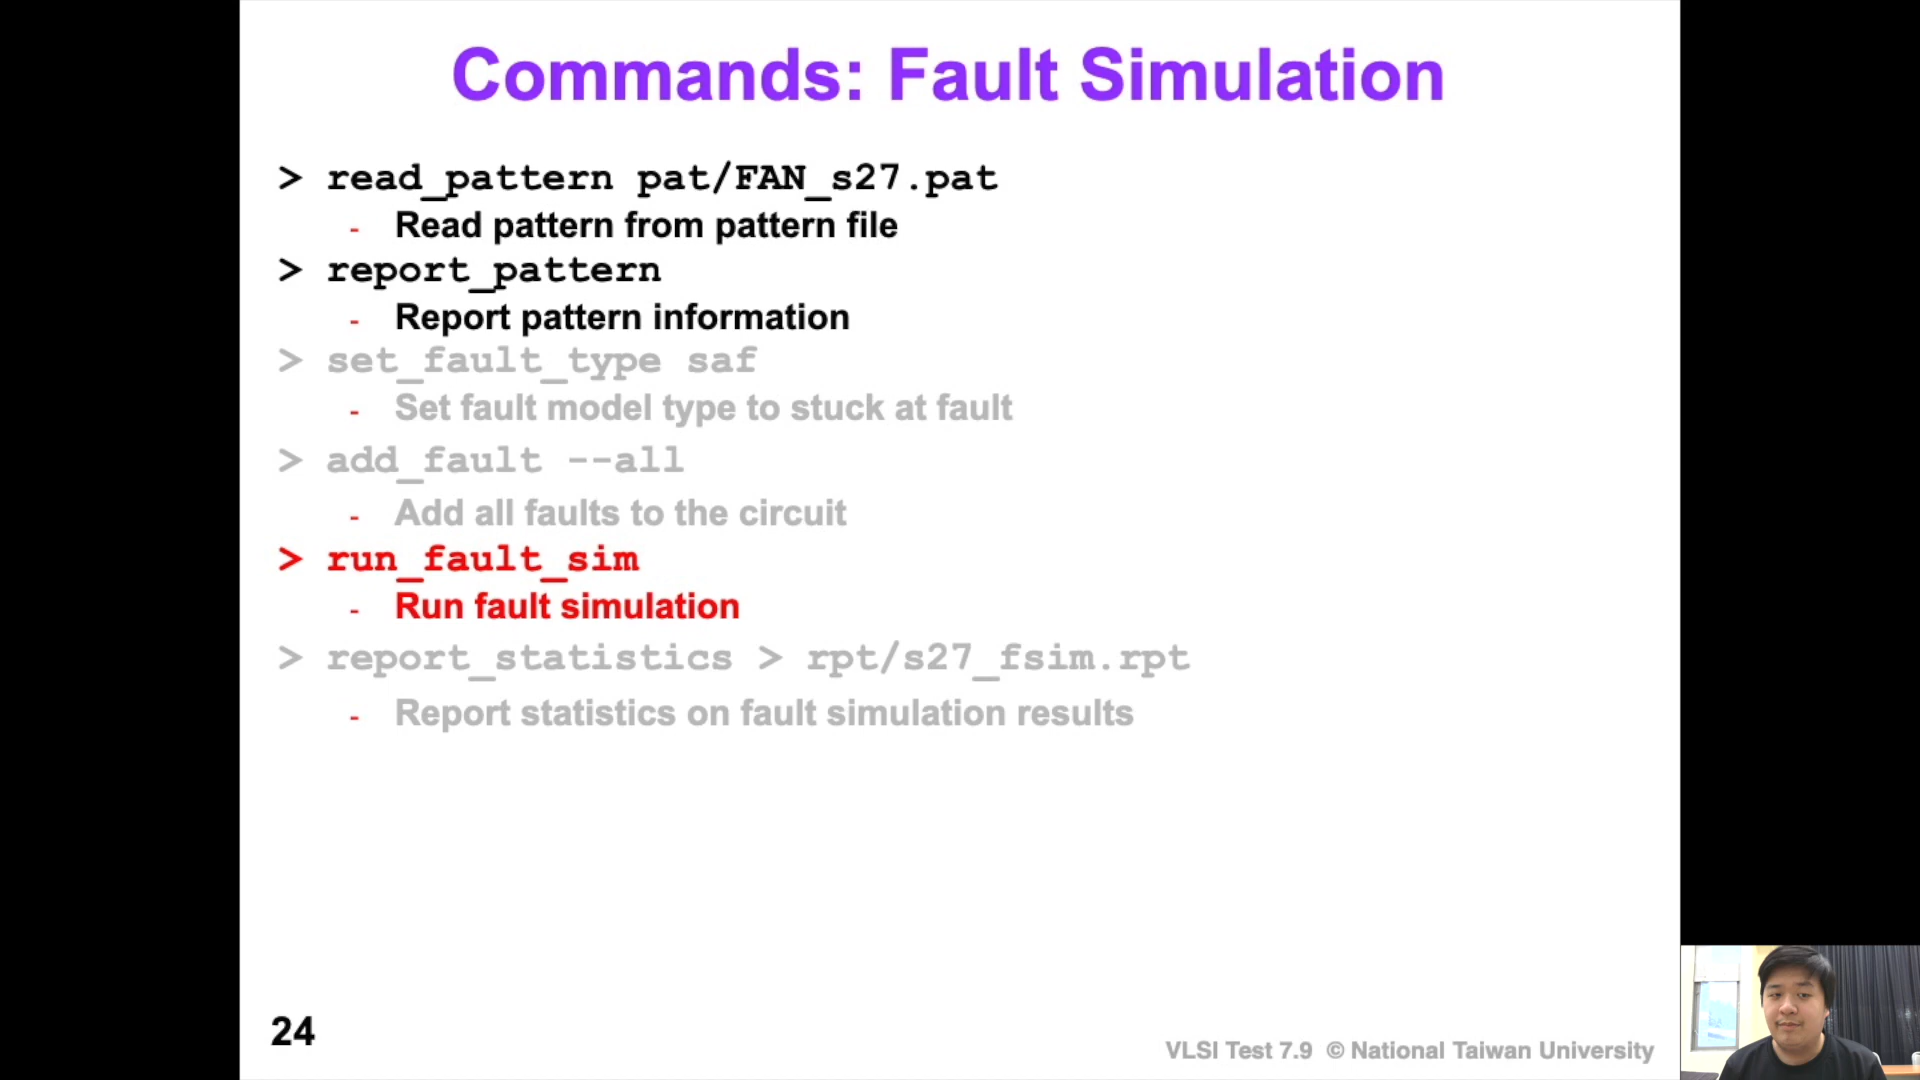 Commands: Fault Simulation
> read_pattern pat/FAN_s27.pat
- Read pattern from pattern file
> report_pattern
- Report pattern information
> set_fault_type saf
- Set fault model type to stuck at fault
> add_fault --all
- Add all faults to the circuit
> run_fault_sim
- Run fault simulation
> report_statistics > rpt/s27_fsim.rpt
- Report statistics on fault simulation results
24
VLSI Test 7.9 © National Taiwan University